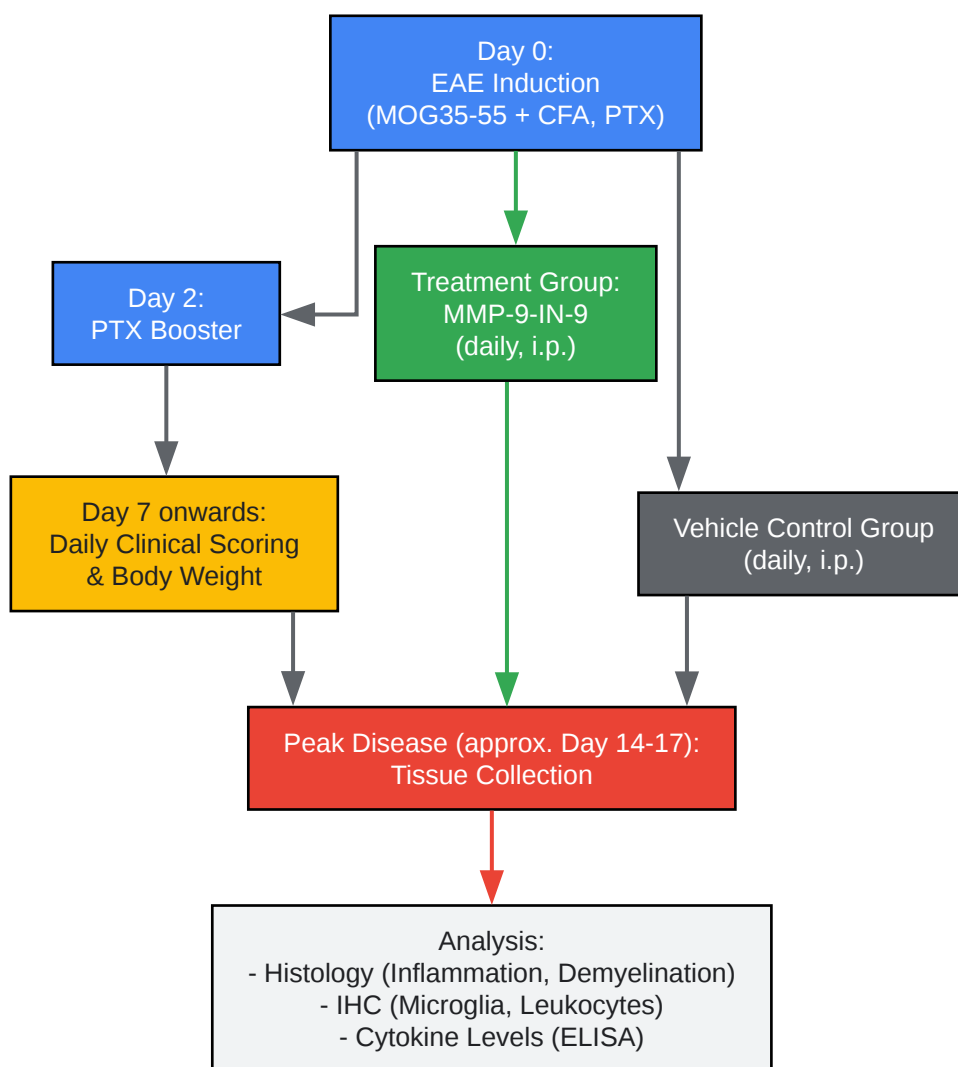 Day 0:
EAE Induction
(MOG35-55 + CFA, PTX)
Day 2:
PTX Booster
Treatment Group:
MMP-9-IN-9
(daily, i.p.)
Day 7 onwards:
Daily Clinical Scoring
& Body Weight
Vehicle Control Group
(daily, i.p.)
Peak Disease (approx. Day 14-17):
Tissue Collection
Analysis:
- Histology (Inflammation, Demyelination)
- IHC (Microglia, Leukocytes)
- Cytokine Levels (ELISA)